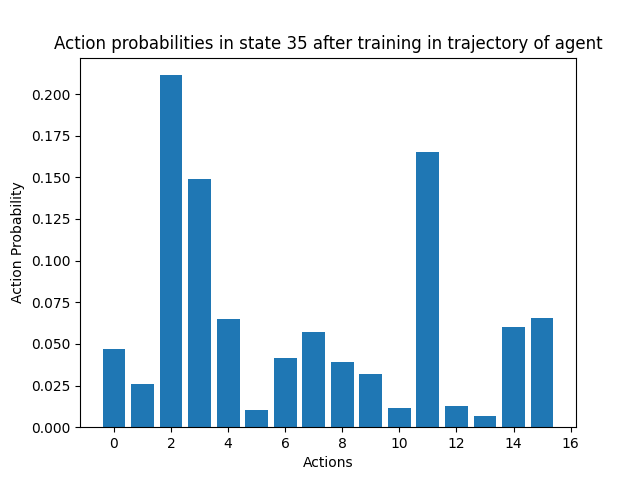 Action probabilities in state 35 after training in trajectory of agent
0.200
0.175
0.150
0.125
0.100
0.075
0.050
0.025
0.000
Action Probability
0 2 4 6 8 10 12 14 16
Actions